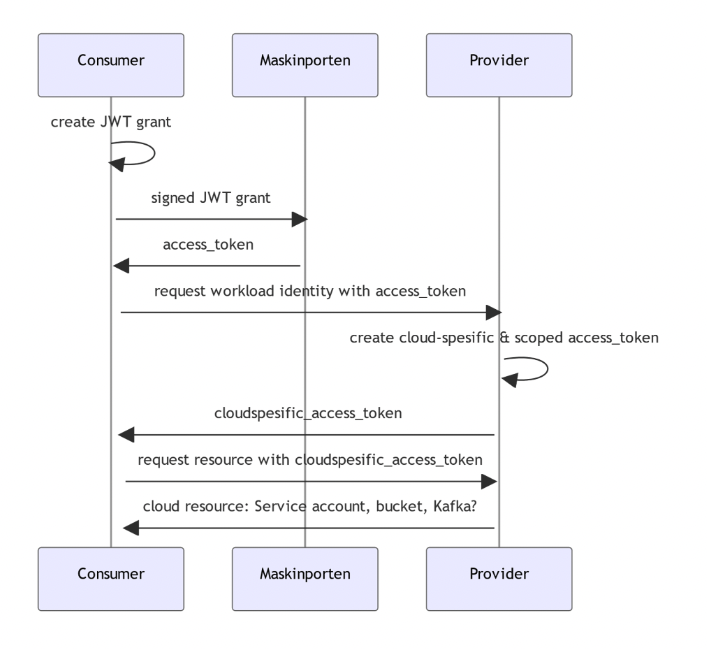 Consumer
Maskinporten
Provider
create JWT grant
signed JWT grant
access_token
request workload identity with access_token
create cloud-spesific & scoped access_token
cloudspesific_access_token
request resource with cloudspesific_access_token
cloud resource: Service account, bucket, Kafka?
Consumer
Maskinporten
Provider